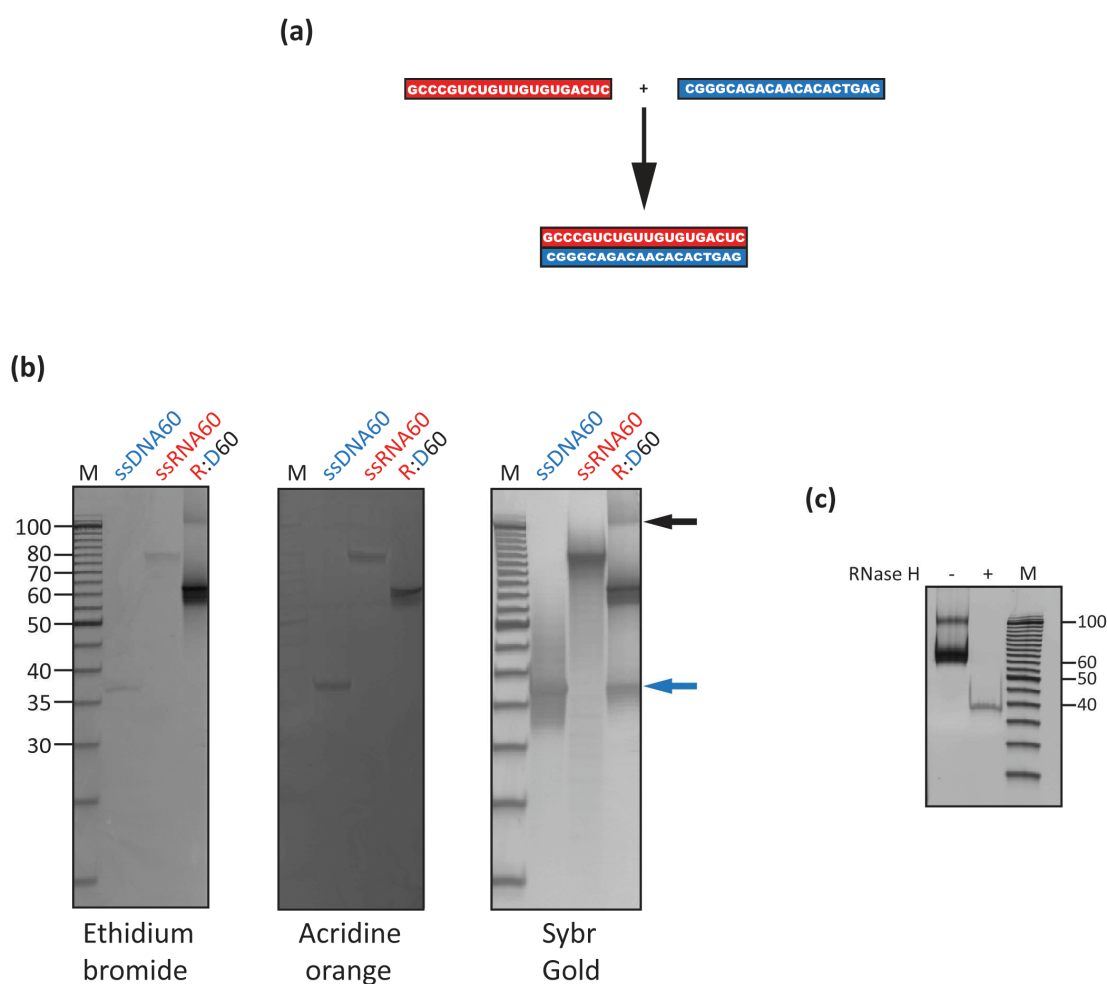 (a)
GCCCGUCUGUUGUGUGACUC + CGGGCAGACAACACACTGAG
GCCCGUCUGUUGUGUGACUC
CGGGCAGACAACACACTGAG
(b)
M ssDNA60 ssRNA60 R:D60
100
80
70
60
50
40
35
30
Ethidium
bromide
M ssDNA60 ssRNA60 R:D60
Acridine
orange
M ssDNA60 ssRNA60 R:D60
Sybr
Gold
(c)
RNase H - + M
100
60
50
40